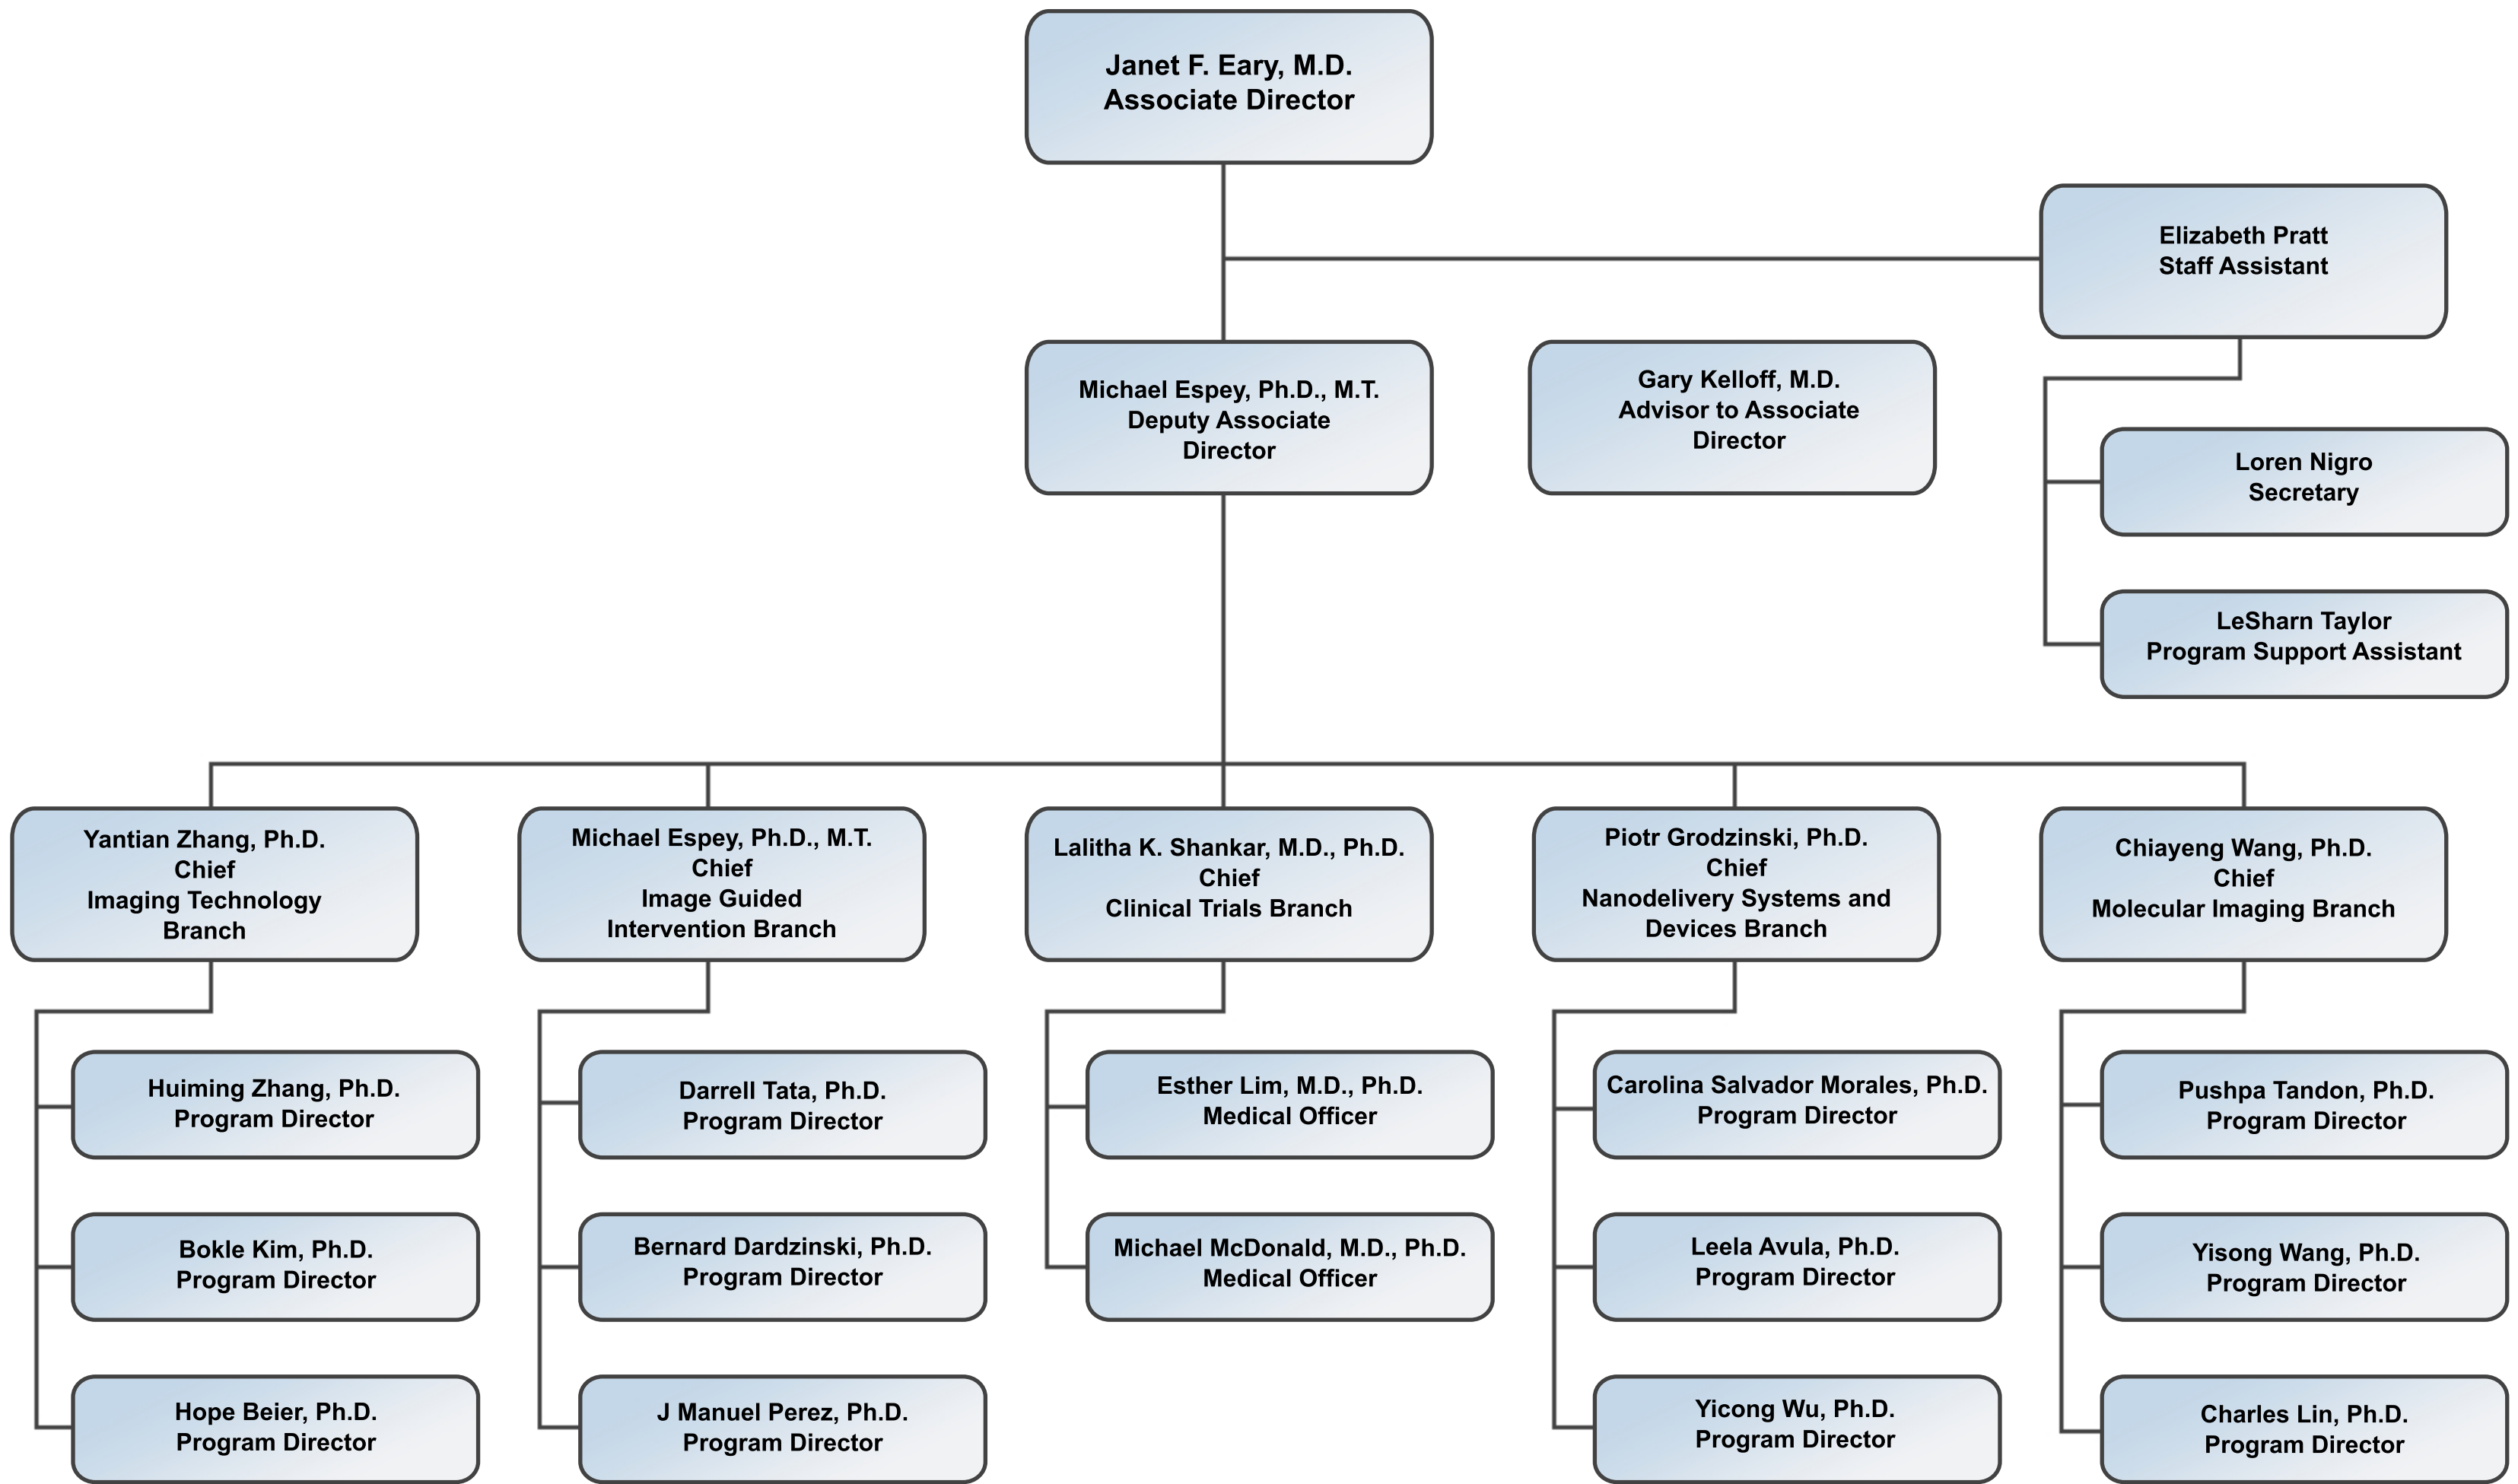 Janet F. Eary, M.D.
Associate Director
Elizabeth Pratt
Staff Assistant
Michael Espey, Ph.D., M.T.
Deputy Associate
Director
Gary Kelloff, M.D.
Advisor to Associate
Director
Loren Nigro
Secretary
LeSharn Taylor
Program Support Assistant
Yantian Zhang, Ph.D.
Chief
Imaging Technology
Branch
Michael Espey, Ph.D., M.T.
Chief
Image Guided
Intervention Branch
Lalitha K. Shankar, M.D., Ph.D.
Chief
Clinical Trials Branch
Piotr Grodzinski, Ph.D.
Chief
Nanodelivery Systems and
Devices Branch
Chiayeng Wang, Ph.D.
Chief
Molecular Imaging Branch
Huiming Zhang, Ph.D.
Program Director
Darrell Tata, Ph.D.
Program Director
Esther Lim, M.D., Ph.D.
Medical Officer
Carolina Salvador Morales, Ph.D.
Program Director
Pushpa Tandon, Ph.D.
Program Director
Bokle Kim, Ph.D.
Program Director
Bernard Dardzinski, Ph.D.
Program Director
Michael McDonald, M.D., Ph.D.
Medical Officer
Leela Avula, Ph.D.
Program Director
Yisong Wang, Ph.D.
Program Director
Hope Beier, Ph.D.
Program Director
J Manuel Perez, Ph.D.
Program Director
Yicong Wu, Ph.D.
Program Director
Charles Lin, Ph.D.
Program Director